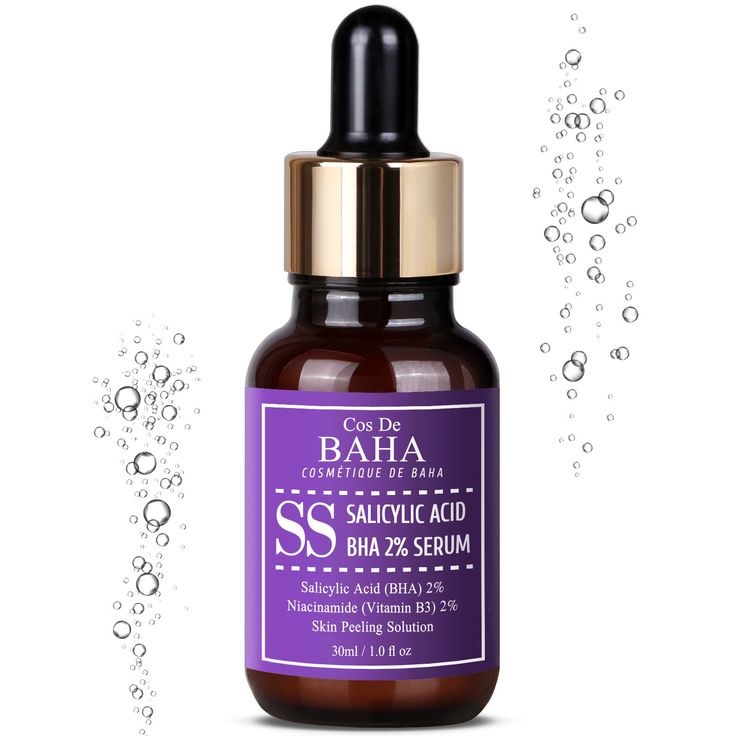 Cos De
BAHA
COSMÉTIQUE DE BAHA
SS SALICYLIC ACID
BHA 2% SERUM
Salicylic Acid (BHA) 2%
Niacinamide (Vitamin B3) 2%
Skin Peeling Solution
30ml / 1.0 fl oz